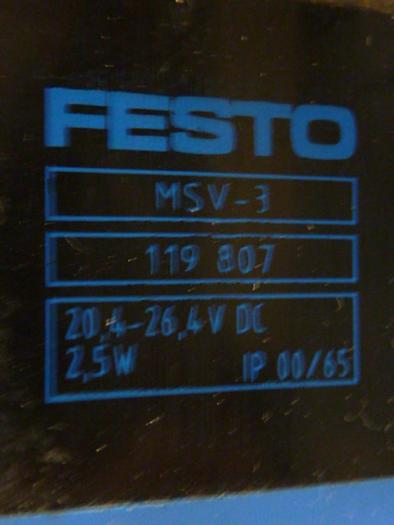 FESTO
MSV-3
119 807
20,4-26,4V DC
2,5W IP 00/65